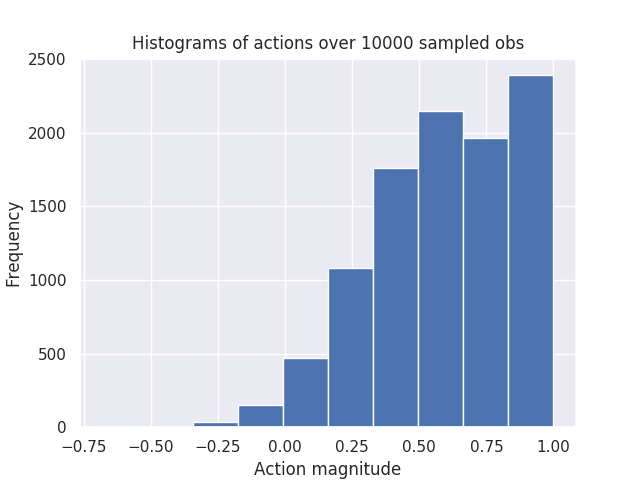 Histograms of actions over 10000 sampled obs
2500
2000
1500
1000
500
0
Frequency
−0.75 −0.50 −0.25 0.00 0.25 0.50 0.75 1.00
Action magnitude